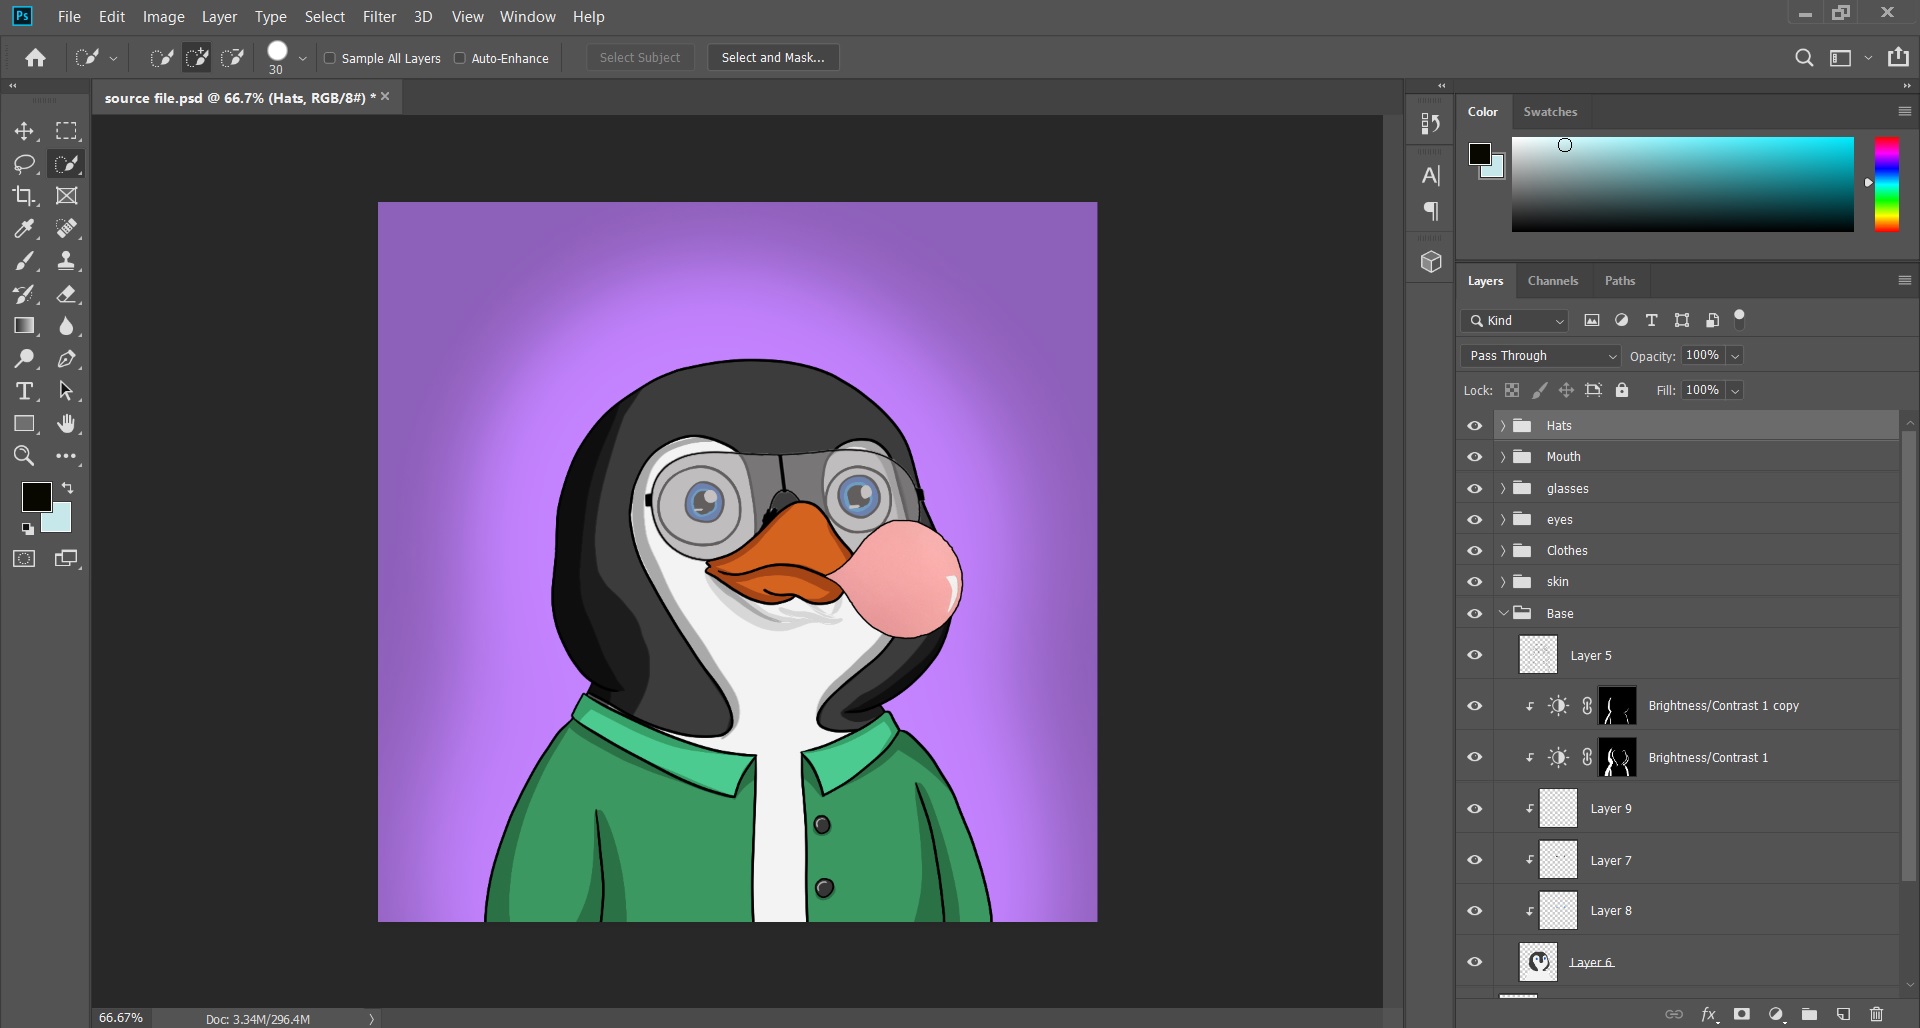 Ps File Edit Image Layer Type Select Filter 3D View Window Help
30 Sample All Layers Auto-Enhance Select Subject Select and Mask...
source file.psd @ 66.7% (Hats, RGB/8#) * ×
Color Swatches
Layers Channels Paths
Kind
Pass Through Opacity: 100%
Lock: Fill: 100%
Hats
Mouth
glasses
eyes
Clothes
skin
Base
Layer 5
Brightness/Contrast 1 copy
Brightness/Contrast 1
Layer 9
Layer 7
Layer 8
Layer 6
fx
66.67% Doc: 3.34M/296.4M